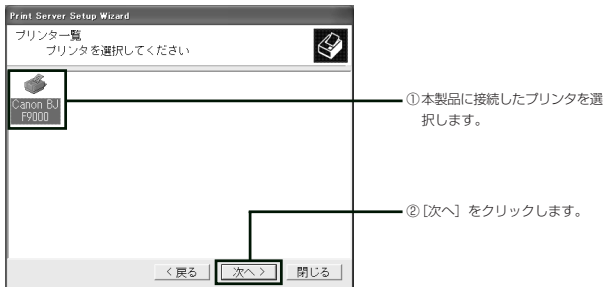 Print Server Setup Wizard
プリンタ一覧
プリンタを選択してください
Canon BJ
F9000
①本製品に接続したプリンタを選
択します。
②[次へ] をクリックします。
< 戻る
次へ >
閉じる